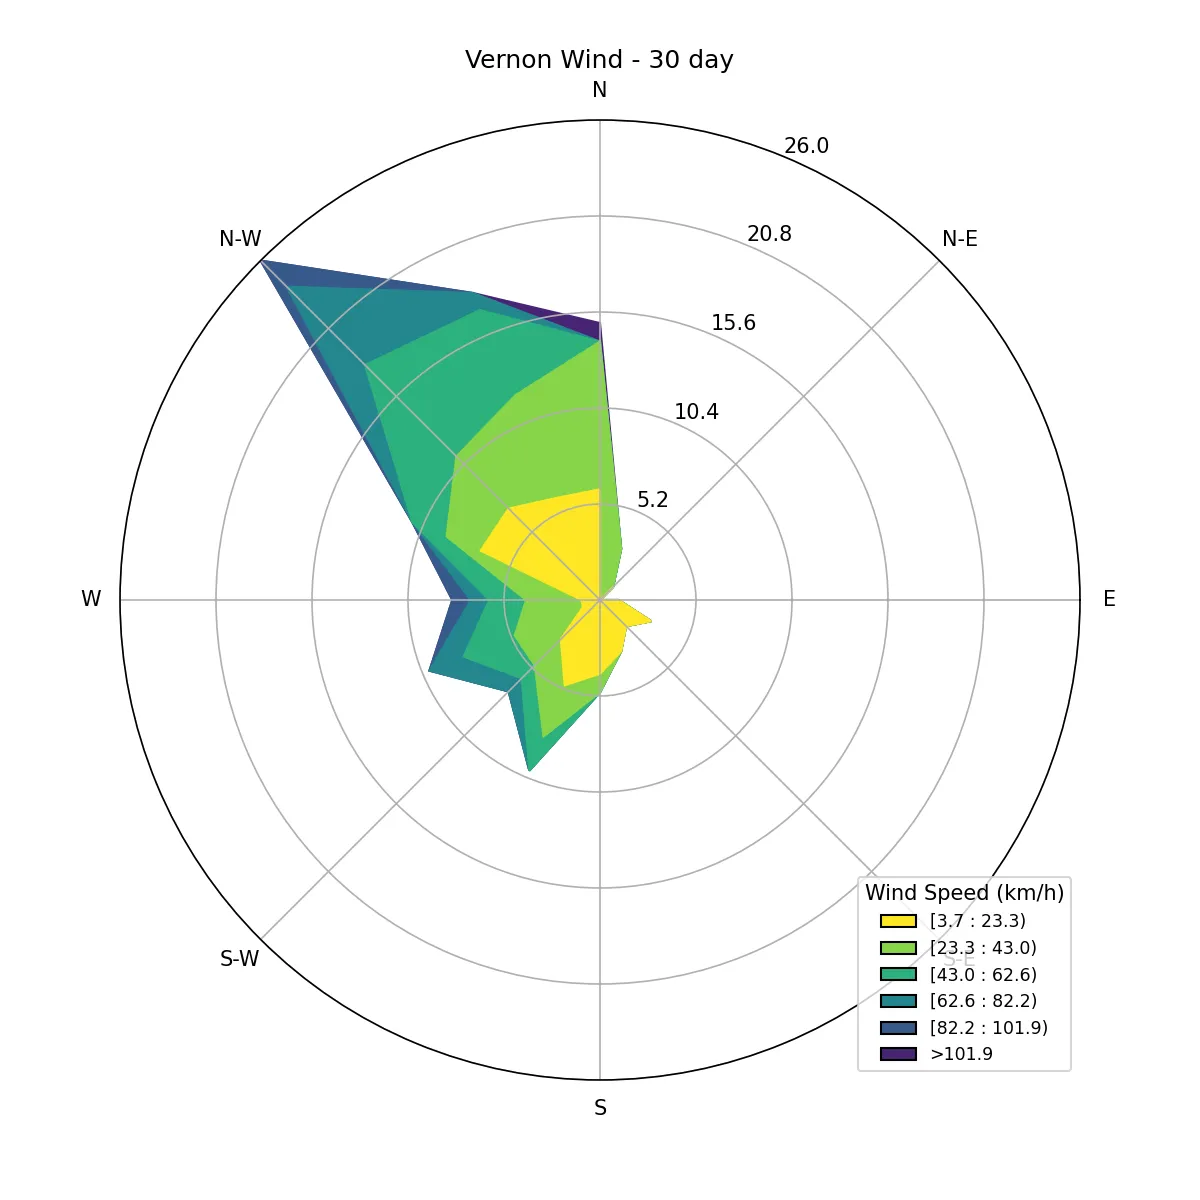 Vernon Wind - 30 day
N
26.0
20.8
N-W
N-E
15.6
10.4
5.2
W
E
S-W
S-E
Wind Speed (km/h)
[3.7 : 23.3)
[23.3 : 43.0)
[43.0 : 62.6)
[62.6 : 82.2)
[82.2 : 101.9)
>101.9
S